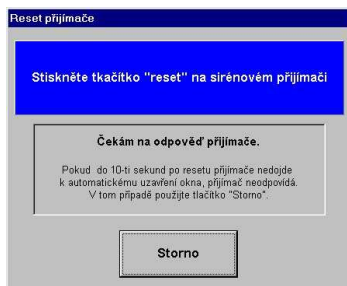 Reset přijímače
Stiskněte tkačítko "reset" na sirénovém přijímači
Čekám na odpověď přijímače.
Pokud do 10-ti sekund po resetu přijímače nedojde
k automatickému uzavření okna, přijímač neodpovídá.
V tom případě použijte tlačítko "Storno".
Storno